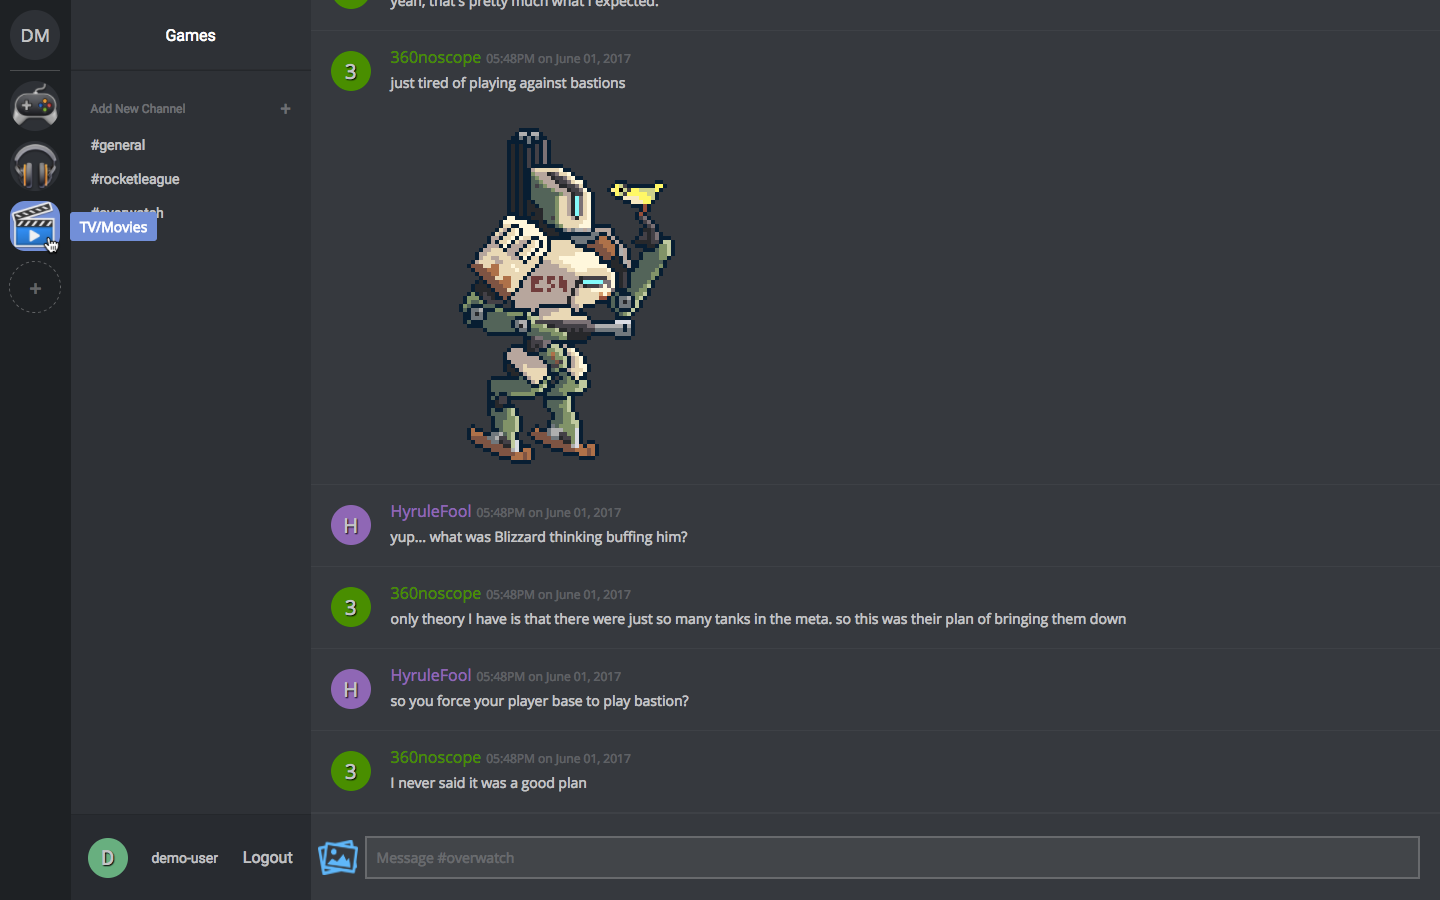 DM
Games
Add New Channel +
#general
#rocketleague
#overwatch
TV/Movies
+
yeah, that's pretty much what I expected.
3
360noscope 05:48PM on June 01, 2017
just tired of playing against bastions
H
HyruleFool 05:48PM on June 01, 2017
yup... what was Blizzard thinking buffing him?
3
360noscope 05:48PM on June 01, 2017
only theory I have is that there were just so many tanks in the meta. so this was their plan of bringing them down
H
HyruleFool 05:48PM on June 01, 2017
so you force your player base to play bastion?
3
360noscope 05:48PM on June 01, 2017
I never said it was a good plan
D
demo-user
Logout
Message #overwatch